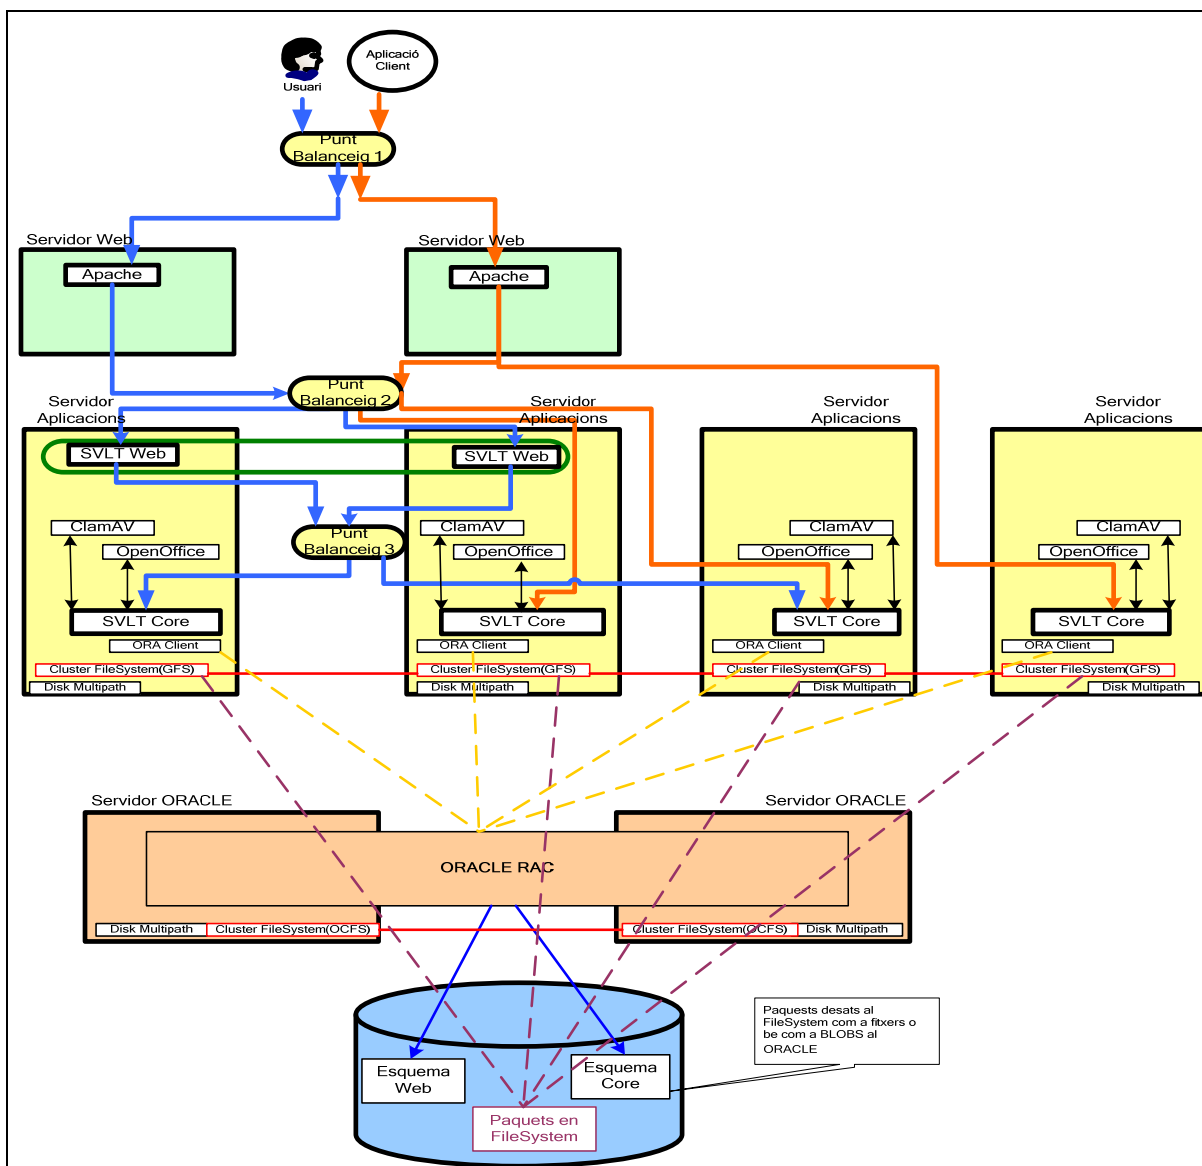 Aplicació
Client
Usuari
Punt
Balanceig 1
Servidor Web
Servidor Web
Apache
Apache
Punt
Balanceig 2
Servidor
Aplicacions
Servidor
Aplicacions
Servidor
Aplicacions
Servidor
Aplicacions
SVLT Web
SVLT Web
Punt
Balanceig 3
ClamAV
OpenOffice
SVLT Core
ORA Client
Cluster FileSystem(GFS)
Disk Multipath
ClamAV
OpenOffice
SVLT Core
ORA Client
Cluster FileSystem(GFS)
Disk Multipath
ClamAV
OpenOffice
SVLT Core
ORA Client
Cluster FileSystem(GFS)
Disk Multipath
ClamAV
OpenOffice
SVLT Core
ORA Client
Cluster FileSystem(GFS)
Disk Multipath
Servidor ORACLE
Servidor ORACLE
ORACLE RAC
Disk Multipath
Cluster FileSystem(OCFS)
Cluster FileSystem(OCFS)
Disk Multipath
Paquests desats al
FileSystem com a fitxers o
be com a BLOBS al
ORACLE
Esquema
Web
Esquema
Core
Paquets en
FileSystem